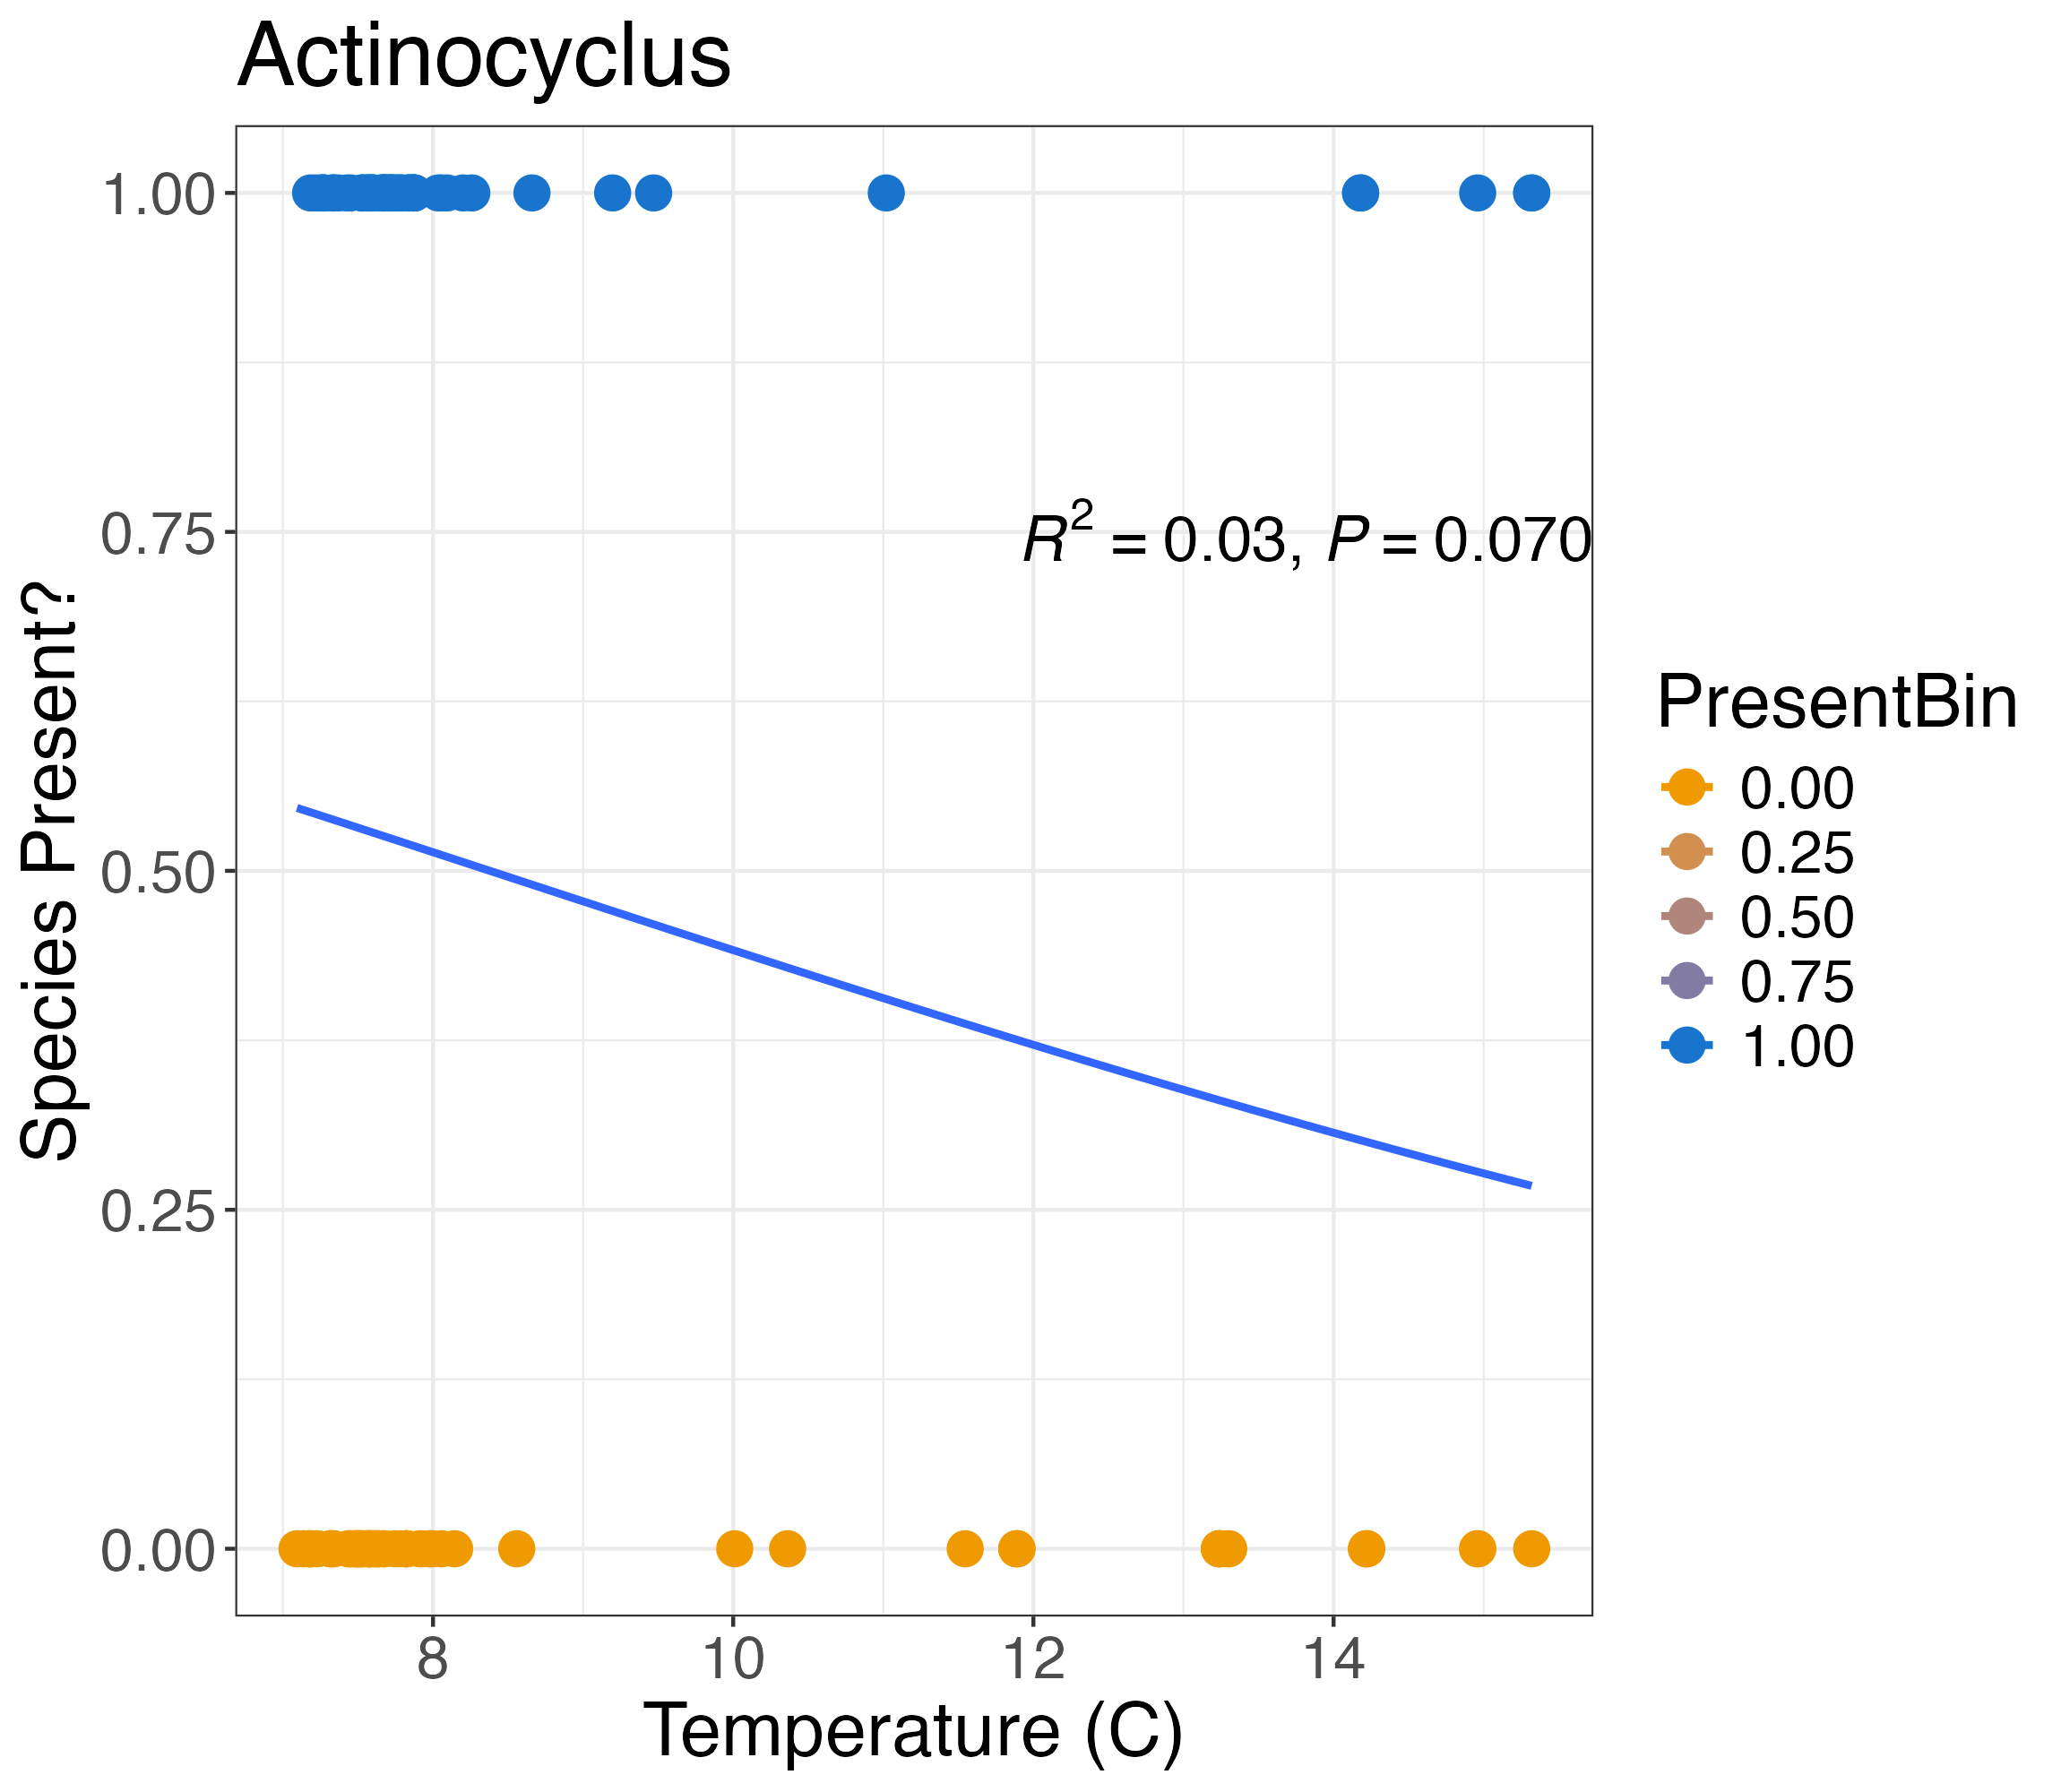 Actinocyclus
1.00
0.75
0.50
0.25
0.00
Species Present?
R² = 0.03, P = 0.070
8 10 12 14
Temperature (C)
PresentBin
0.00
0.25
0.50
0.75
1.00